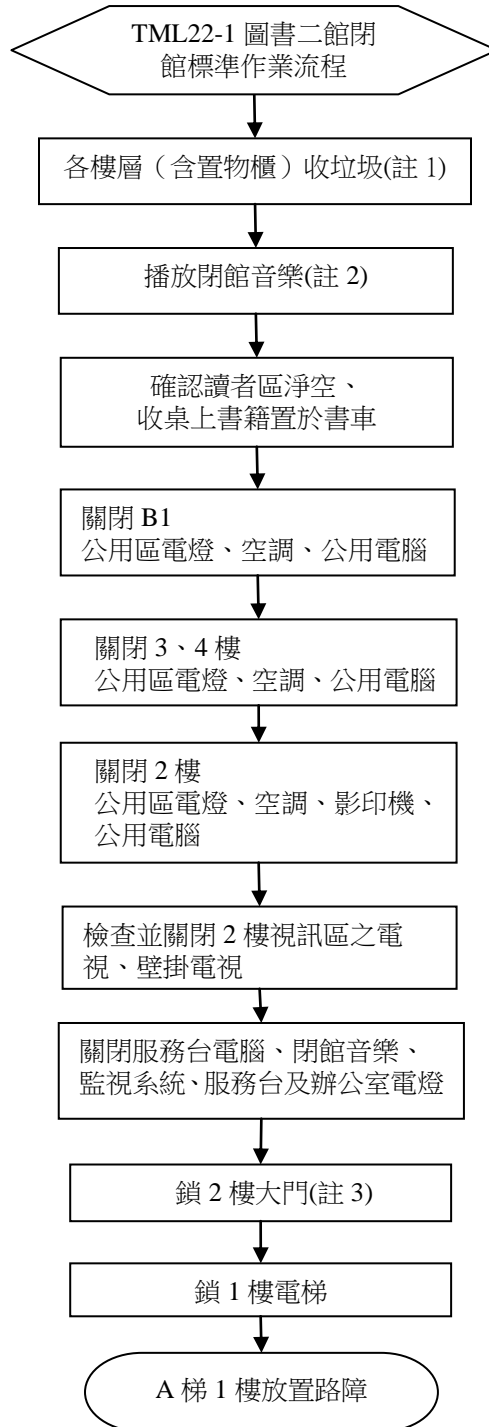 TML22-1 圖書二館閉
館標準作業流程
各樓層（含置物櫃）收垃圾(註 1)
播放閉館音樂(註 2)
確認讀者區淨空、
收桌上書籍置於書車
關閉 B1
公用區電燈、空調、公用電腦
關閉 3、4 樓
公用區電燈、空調、公用電腦
關閉 2 樓
公用區電燈、空調、影印機、
公用電腦
檢查並關閉 2 樓視訊區之電
視、壁掛電視
關閉服務台電腦、閉館音樂、
監視系統、服務台及辦公室電燈
鎖 2 樓大門(註 3)
鎖 1 樓電梯
A 梯 1 樓放置路障